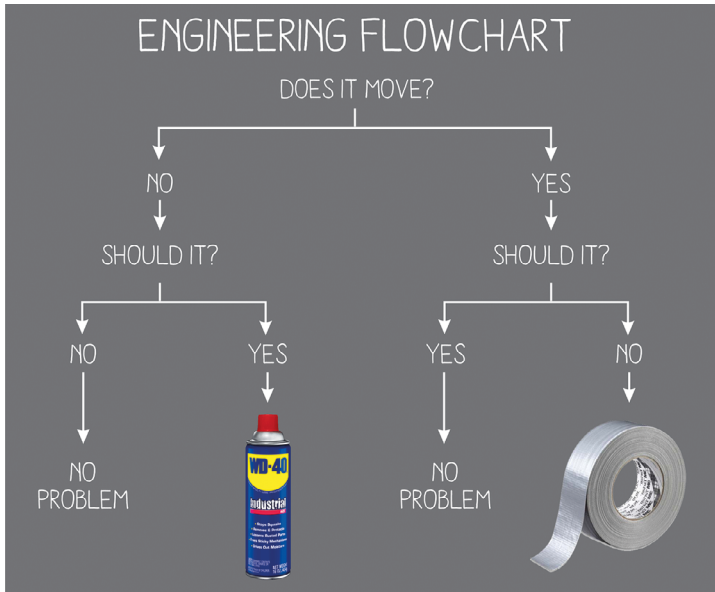 ENGINEERING FLOWCHART
DOES IT MOVE?
NO
YES
SHOULD IT?
SHOULD IT?
NO
YES
YES
NO
NO
PROBLEM
WD-40
Industrial
NO
PROBLEM